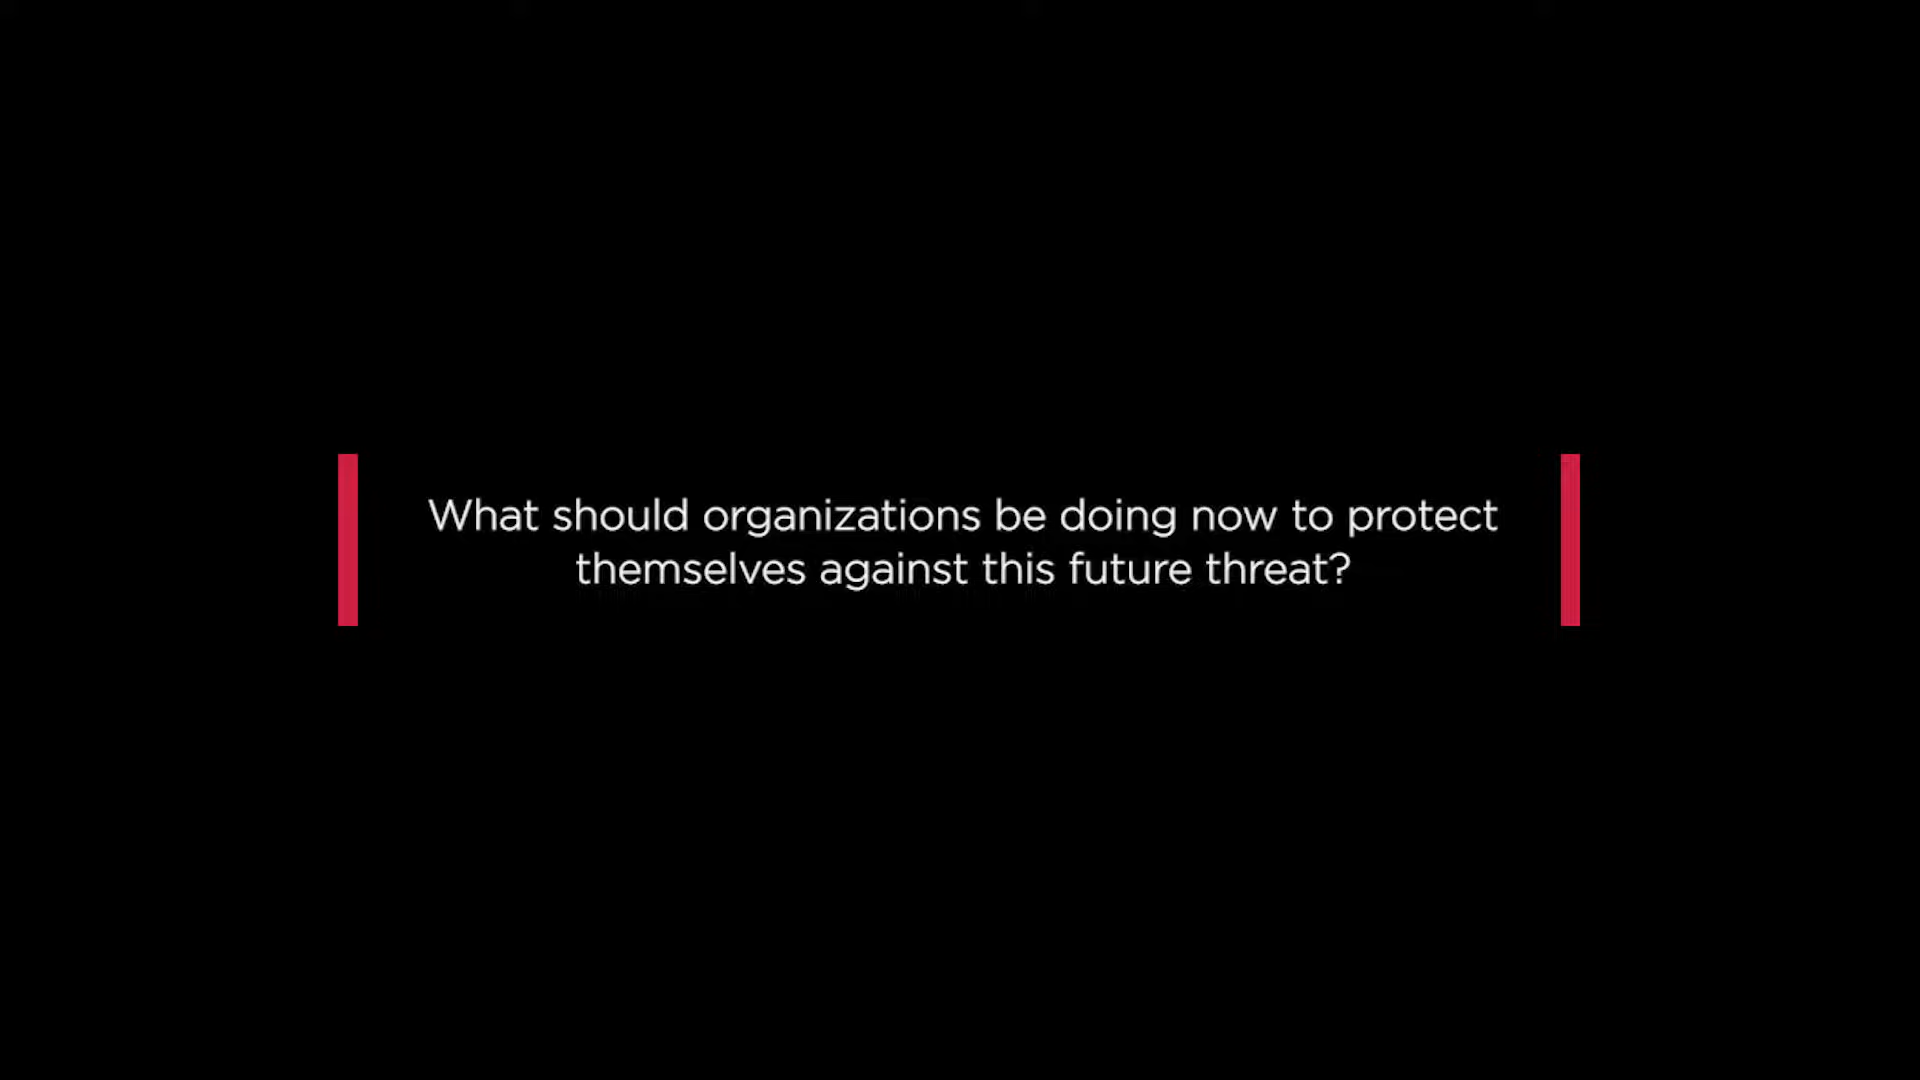 What should organizations be doing now to protect
themselves against this future threat?